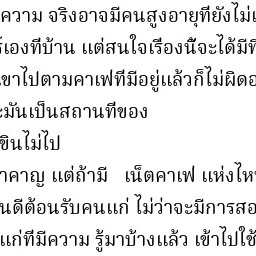 ความ จริงอาจมีคนสูงอายุที่ยังไม่เ
์เองที่บ้าน แต่สนใจเรื่องนี้จะได้มีที
เขาไปตามคาเฟ่ที่มีอยู่แล้วก็ไม่ผิดอ
ะมันเป็นสถานที่ของ
ขินไม่ไป
าคาญ แต่ถ้ามี เน็ตคาเฟ่ แห่งไห
นดีต้อนรับคนแก่ ไม่ว่าจะมีการสอ
แก่ที่มีความ รู้มาบ้างแล้ว เข้าไปใช้